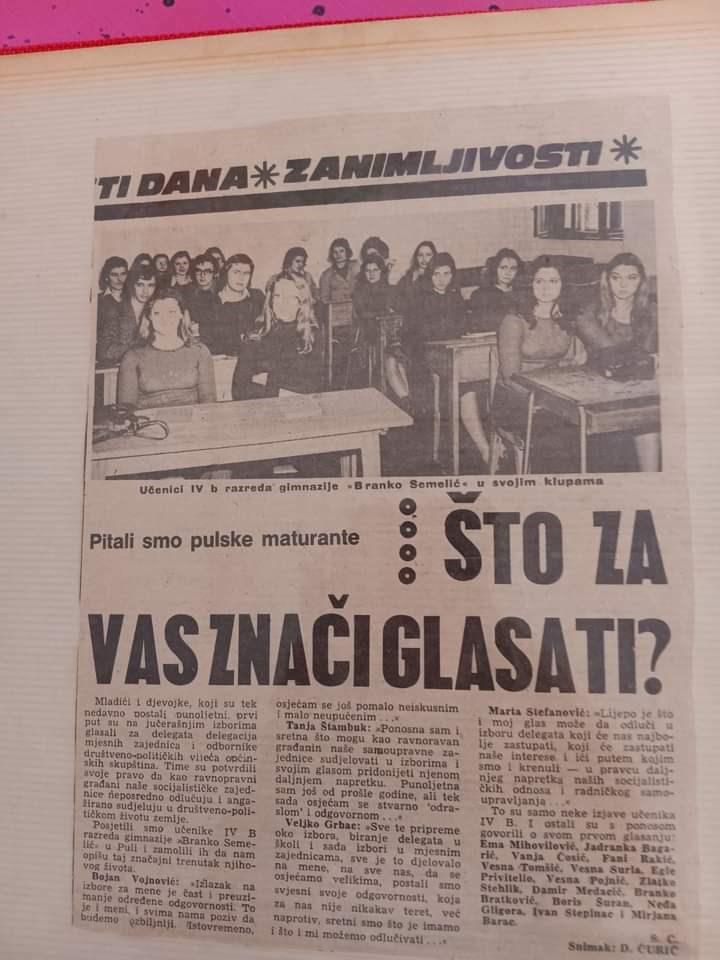 TI DANA * ZANIMLJIVOSTI *
Učenici IV b razreda gimnazije »Branko Semelić« u svojim klupama
Pitali smo pulske maturante
ŠTO ZA
VAS ZNAČI GLASATI?
Mladići i djevojke, koji su tek
nedavno postali punoljetni, prvi
put su na jučerašnjim izborima
glasali za delegata delegacija
mjesnih zajednica i odbornike
društveno-političkih vijeća općin-
skih skupština. Time su potvrdili
svoje pravo da kao ravnopravni
građani naše socijalističke zajed-
nice neposredno odlučuju i anga-
žirano sudjeluju u društveno-poli-
tičkom životu zemlje.
Posjetili smo učenike IV B
razreda gimnazije »Branko Seme-
lić« u Puli i zamolili ih da nam
opišu taj značajni trenutak njiho-
vog života.
Bojan Vojnović: »Izlazak na
izbore za mene je čast i preuzi-
manje određene odgovornosti. To
je i meni, i svima nama poziv da
budemo ozbiljniji. Istovremeno,
osjećam se još pomalo neiskusnim
i malo neupućenim . . .«
Tanja Štambuk: »Ponosna sam i
sretna što mogu kao ravnopravan
građanin naše samoupravne za-
jednice sudjelovati u izborima i
svojim glasom pridonijeti njenom
daljnjem napretku. Punoljetna
sam još od prošle godine, ali tek
sada osjećam se stvarno 'odra-
slom' i odgovornom . . .«
Veljko Grbac: »Sve te pripreme
oko izbora, biranje delegata u
školi i sada izbori u mjesnim
zajednicama, sve je to djelovalo
na mene, na sve nas, da se
osjećamo velikima, postali smo
svjesni svoje odgovornosti, koja
za nas nije nikakav teret, već
naprotiv, sretni smo što je imamo
i što i mi možemo odlučivati . . .«
Maria Stefanović: »Lijepo je što
i moj glas može da odluči u
izboru delegata koji će nas najbo-
lje zastupati, koji će zastupati
naše interese i ići putem kojim
smo i krenuli — u pravcu dalj-
njeg napretka naših socijalisti-
čkih odnosa i radničkog samo-
upravljanja . . .«
To su samo neke izjave učenika
IV B. I ostali su s ponosom
govorili o svom prvom glasanju:
Ema Mihovilović, Jadranka Baga-
rić, Vanja Ćosić, Fani Rakić,
Vesna Tomšić, Vesna Surla, Egle
Privitelio, Vesna Pojnić, Zlatko
Stehlik, Damir Medacić, Branko
Bratković, Boris Šuran, Neda
Gligora, Ivan Stepinac i Mirjana
Barac.
S. C.
Snimak: D. ĆURIĆ